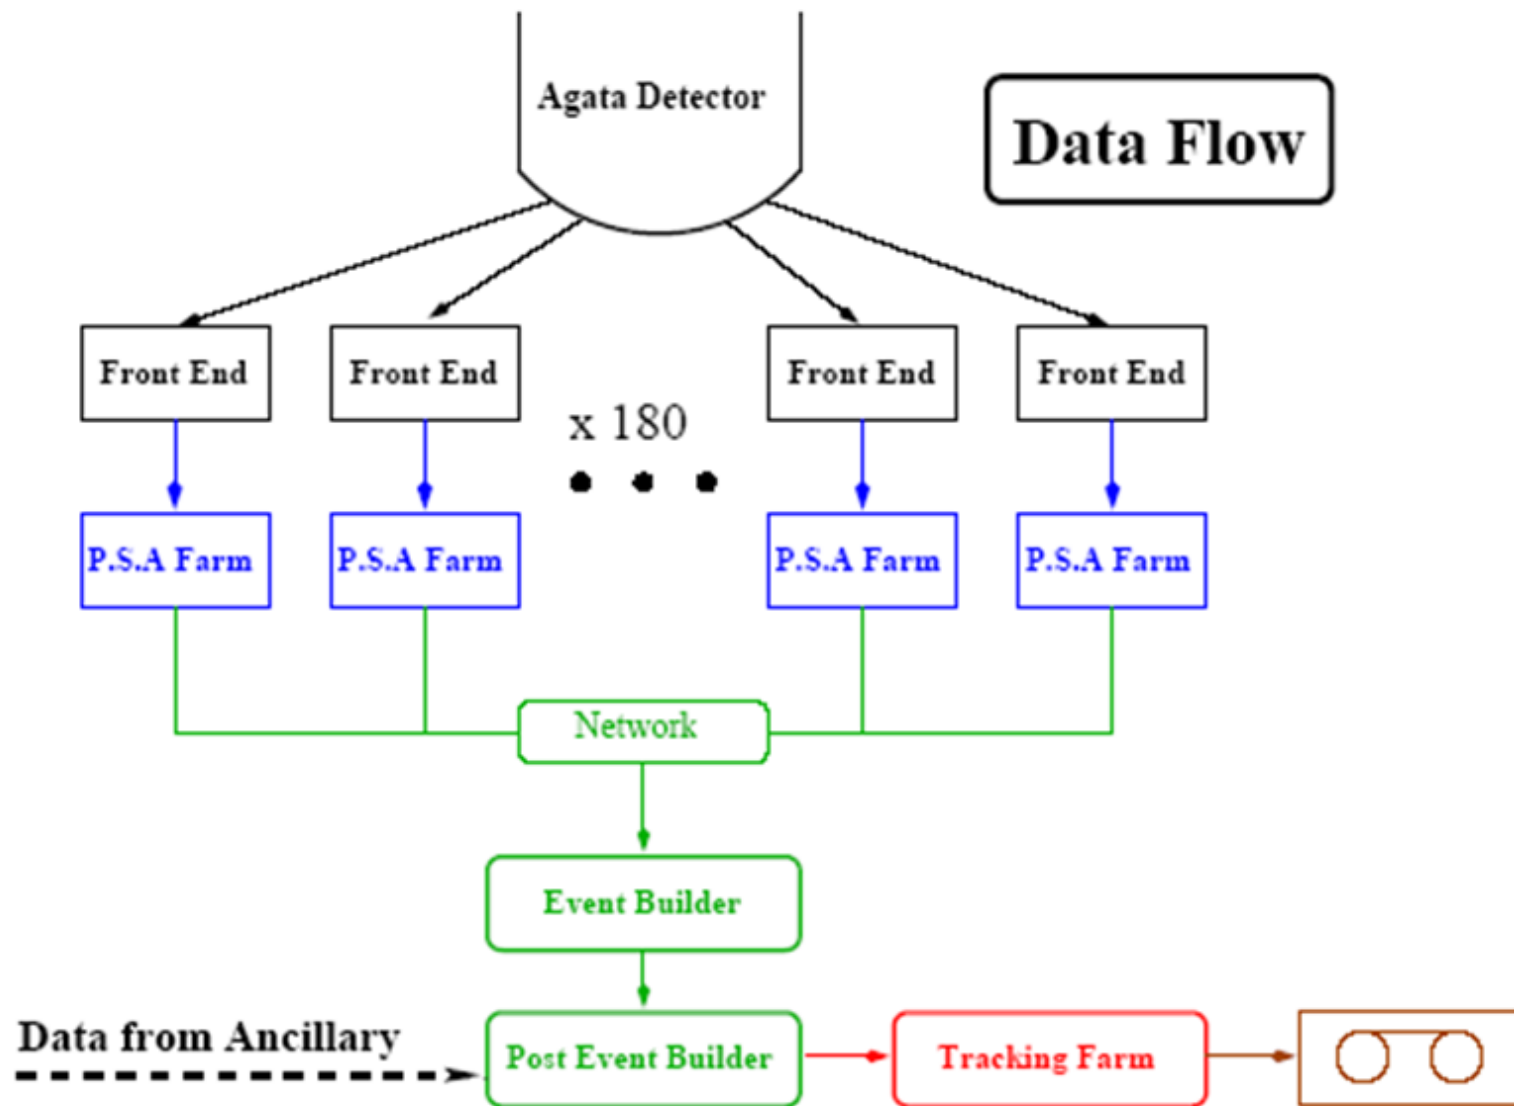 Agata Detector
Data Flow
Front End
Front End
Front End
Front End
x 180
P.S.A Farm
P.S.A Farm
P.S.A Farm
P.S.A Farm
Network
Event Builder
Data from Ancillary
Post Event Builder
Tracking Farm